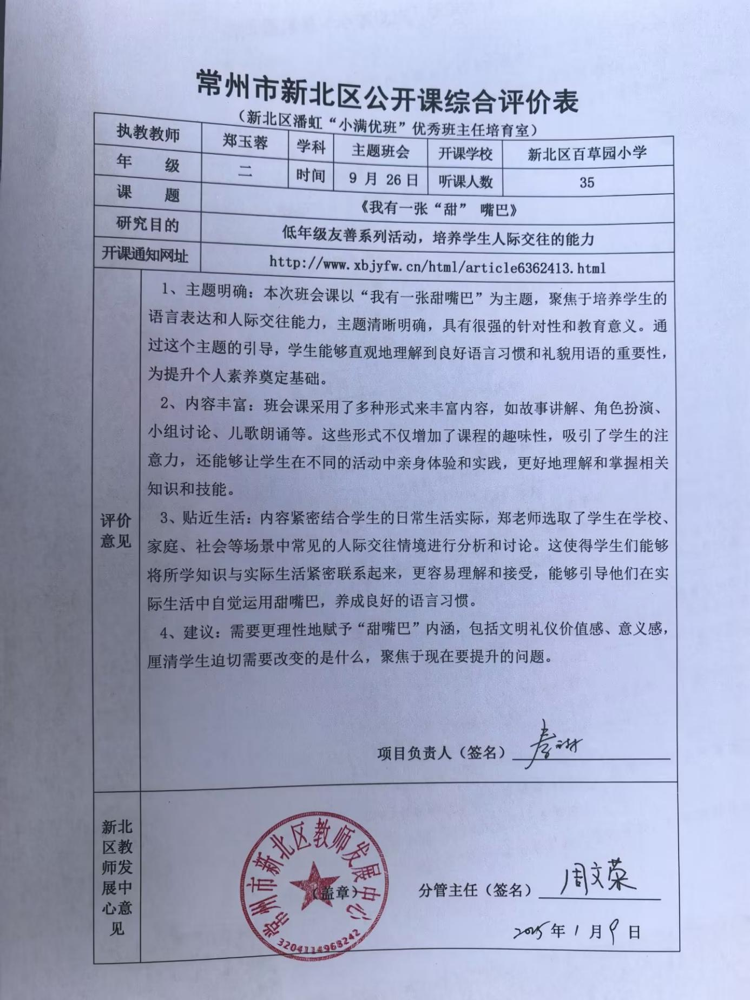 常州市新北区公开课综合评价表
（新北区潘虹“小满优班”优秀班主任培育室）
执教教师 郑玉蓉 学科 主题班会 开课学校 新北区百草园小学
年 级 二 时间 9 月 26日 听课人数 35
课 题 《我有一张“甜” 嘴巴》
研究目的 低年级友善系列活动，培养学生人际交往的能力
开课通知网址 http://www.xbjyfw.cn/html/article6362413.html
1、主题明确：本次班会课以“我有一张甜嘴巴”为主题，聚焦于培养学生的
语言表达和人际交往能力，主题清晰明确，具有很强的针对性和教育意义。通
过这个主题的引导，学生能够直观地理解到良好语言习惯和礼貌用语的重要性，
为提升个人素养奠定基础。
2、内容丰富：班会课采用了多种形式来丰富内容，如故事讲解、角色扮演、
小组讨论、儿歌朗诵等。这些形式不仅增加了课程的趣味性，吸引了学生的注
意力，还能够让学生在不同的活动中亲身体验和实践，更好地理解和掌握相关
知识和技能。
评价
意见
3、贴近生活：内容紧密结合学生的日常生活实际，郑老师选取了学生在学校、
家庭、社会等场景中常见的人际交往情境进行分析和讨论。这使得学生们能够
将所学知识与实际生活紧密联系起来，更容易理解和接受，能够引导他们在实
际生活中自觉运用甜嘴巴，养成良好的语言习惯。
4、建议：需要更理性地赋予“甜嘴巴”内涵，包括文明礼仪价值感、意义感，
厘清学生迫切需要改变的是什么，聚焦于现在要提升的问题。
项目负责人（签名）
新北
区教
师发
展中
心意
见
常州市新北区教师发展中心
（盖章）
3204114968242
分管主任（签名） 周文荣
2025 年 1 月 9 日